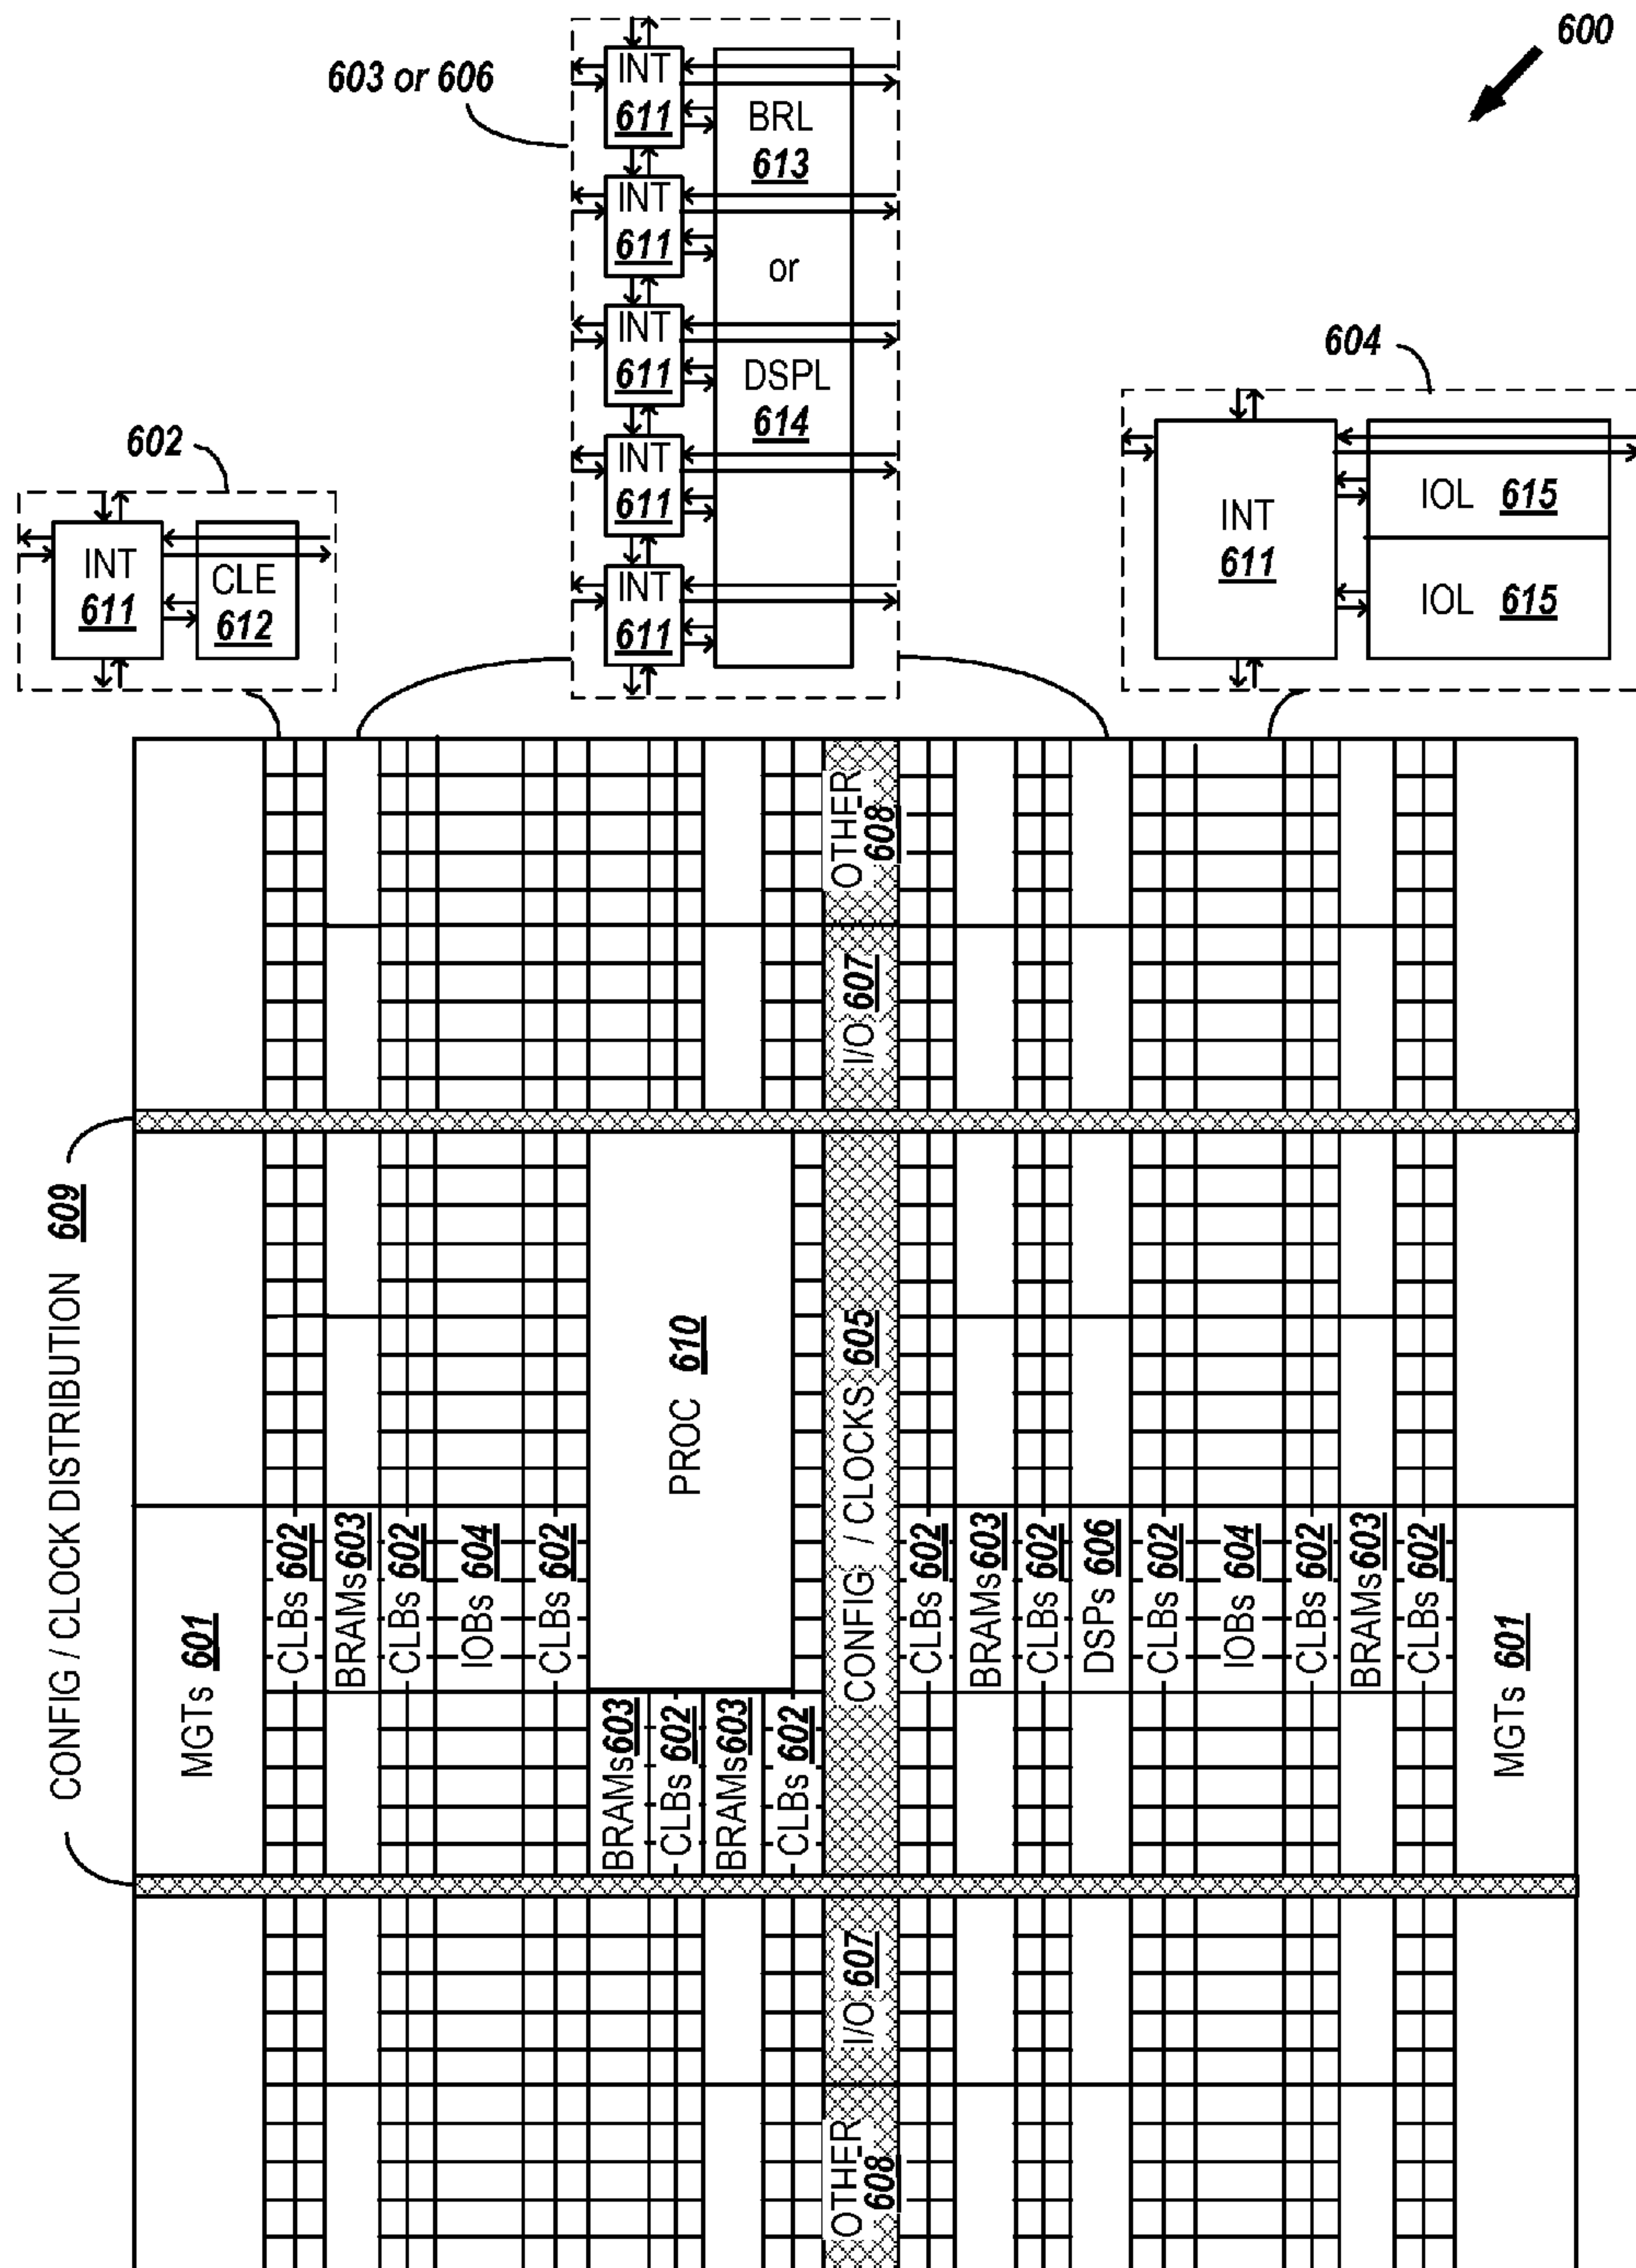 600
603 or 606
INT
611
INT
611
INT
611
INT
611
INT
611
BRL
613
or
DSPL
614
604
INT
611
IOL 615
IOL 615
602
INT
611
CLE
612
OTHER
608
I/O 607
CONFIG / CLOCK DISTRIBUTION 609
PROC 610
CONFIG / CLOCKS 605
MGTs 601
CLBs 602
BRAMs 603
CLBs 602
IOBs 604
CLBs 602
BRAMs 603
CLBs 602
BRAMs 603
CLBs 602
CLBs 602
BRAMs 603
CLBs 602
DSPs 606
CLBs 602
IOBs 604
CLBs 602
BRAMs 603
CLBs 602
MGTs 601
I/O 607
OTHER
608